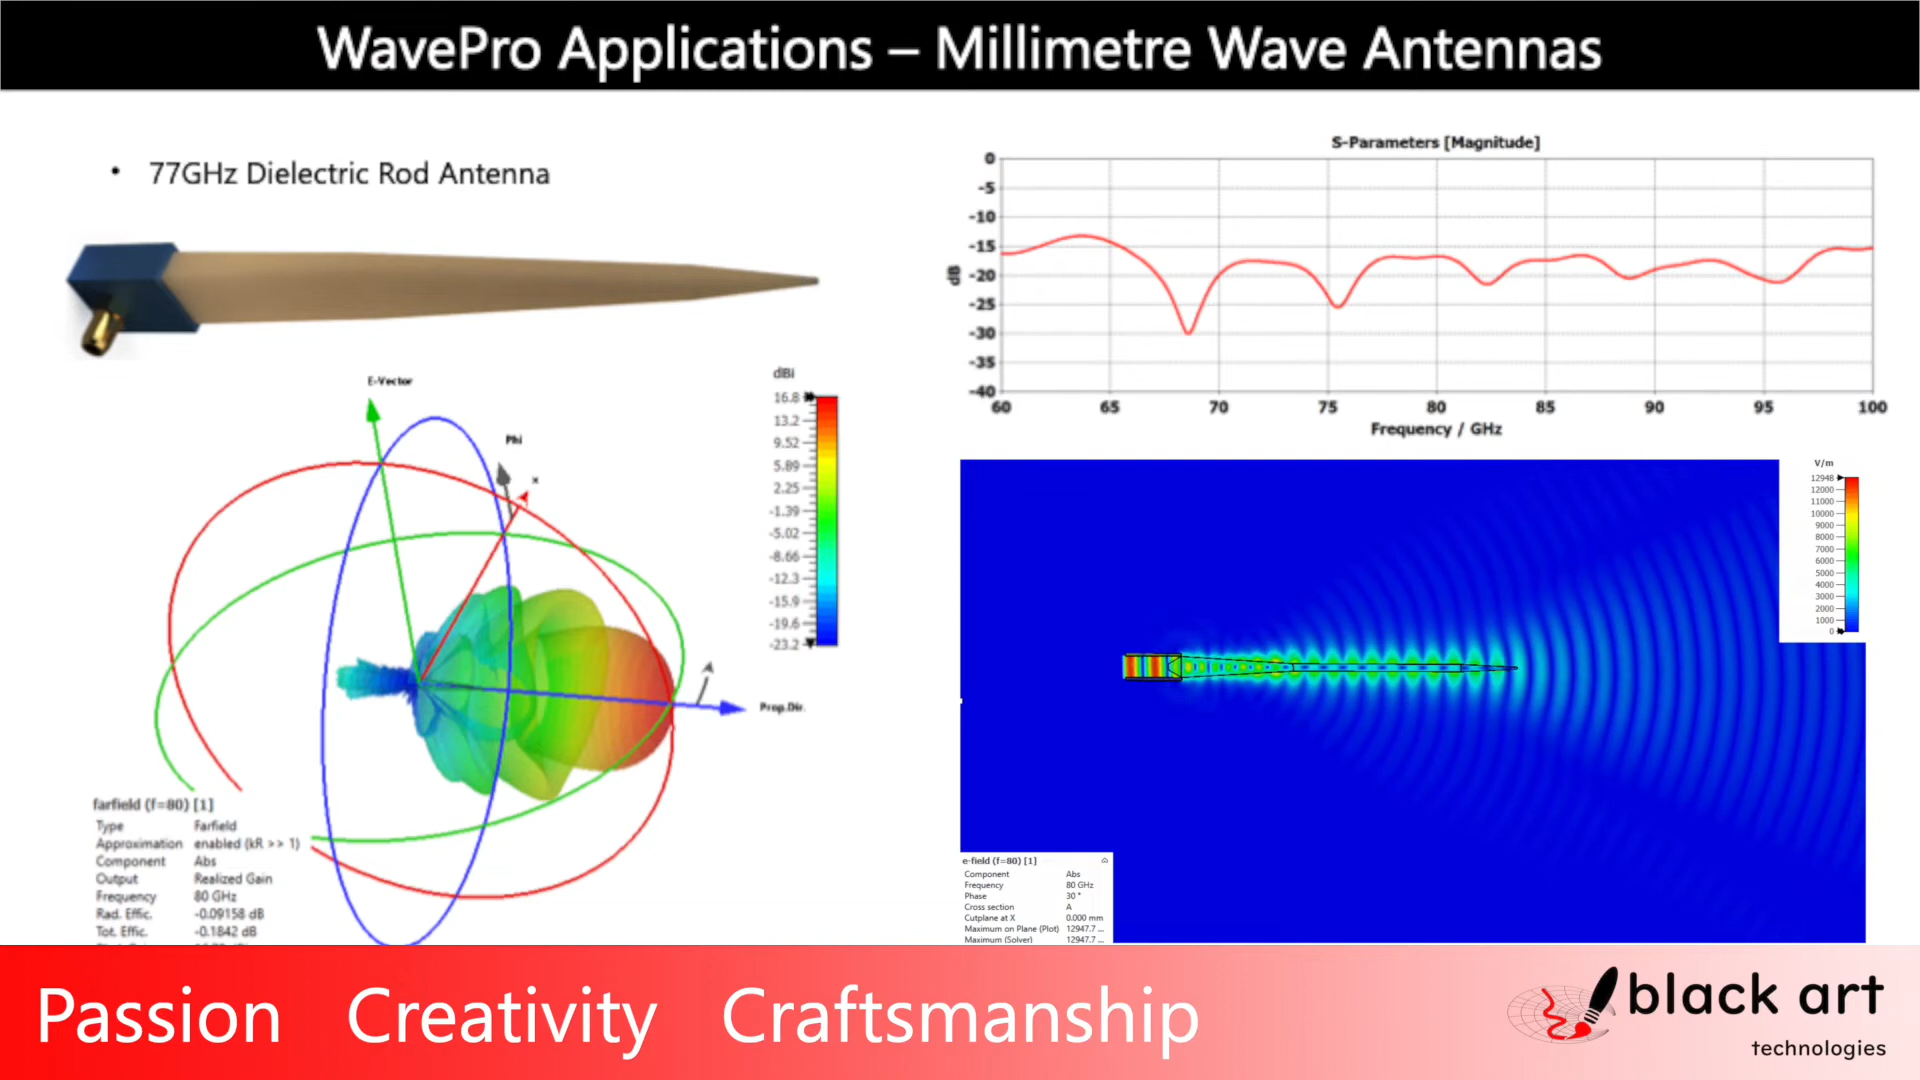 WavePro Applications – Millimetre Wave Antennas
• 77GHz Dielectric Rod Antenna
S-Parameters [Magnitude]
0
-5
-10
-15
-20
-25
-30
-35
-40
dB
60 65 70 75 80 85 90 95 100
Frequency / GHz
E-Vector
Phi
x
Prop.Dir.
dBi
16.8
13.2
9.52
5.89
2.25
-1.39
-5.02
-8.66
-12.3
-15.9
-19.6
-23.2
farfield (f=80) [1]
Type Farfield
Approximation enabled (kR >> 1)
Component Abs
Output Realized Gain
Frequency 80 GHz
Rad. Effic. -0.09158 dB
Tot. Effic. -0.1842 dB
V/m
12948
12000
11000
10000
9000
8000
7000
6000
5000
4000
3000
2000
1000
0
e-field (f=80) [1]
Component Abs
Frequency 80 GHz
Phase 30 °
Cross section A
Cutplane at X 0.000 mm
Maximum on Plane (Plot) 12947.7 ...
Maximum (Solver) 12947.7 ...
Passion Creativity Craftsmanship
black art
technologies